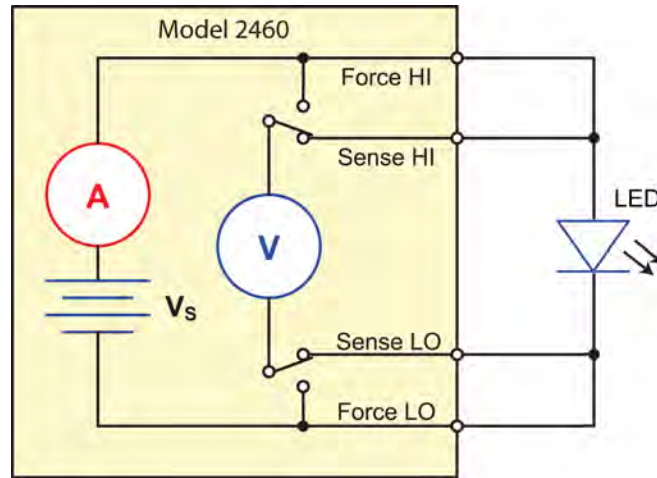 Model 2460
Force HI
Sense HI
A
V
LED
Vs
Sense LO
Force LO